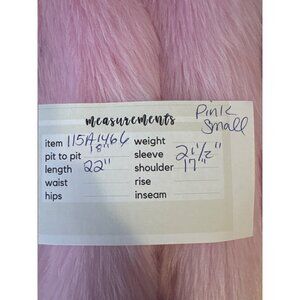 Pink
Small
measurements
item 115A1466 weight
pit to pit 18" sleeve 21 1/2"
length 22" shoulder 17"
waist rise
hips inseam